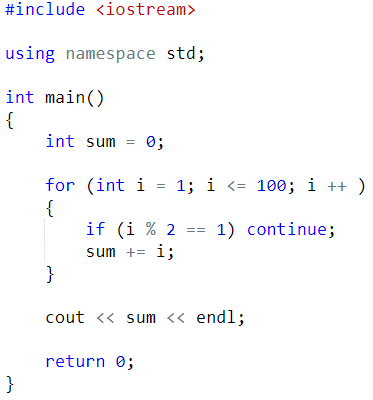 #include <iostream>
using namespace std;
int main()
{
    int sum = 0;
    for (int i = 1; i <= 100; i ++ )
    {
        if (i % 2 == 1) continue;
        sum += i;
    }
    cout << sum << endl;
    return 0;
}